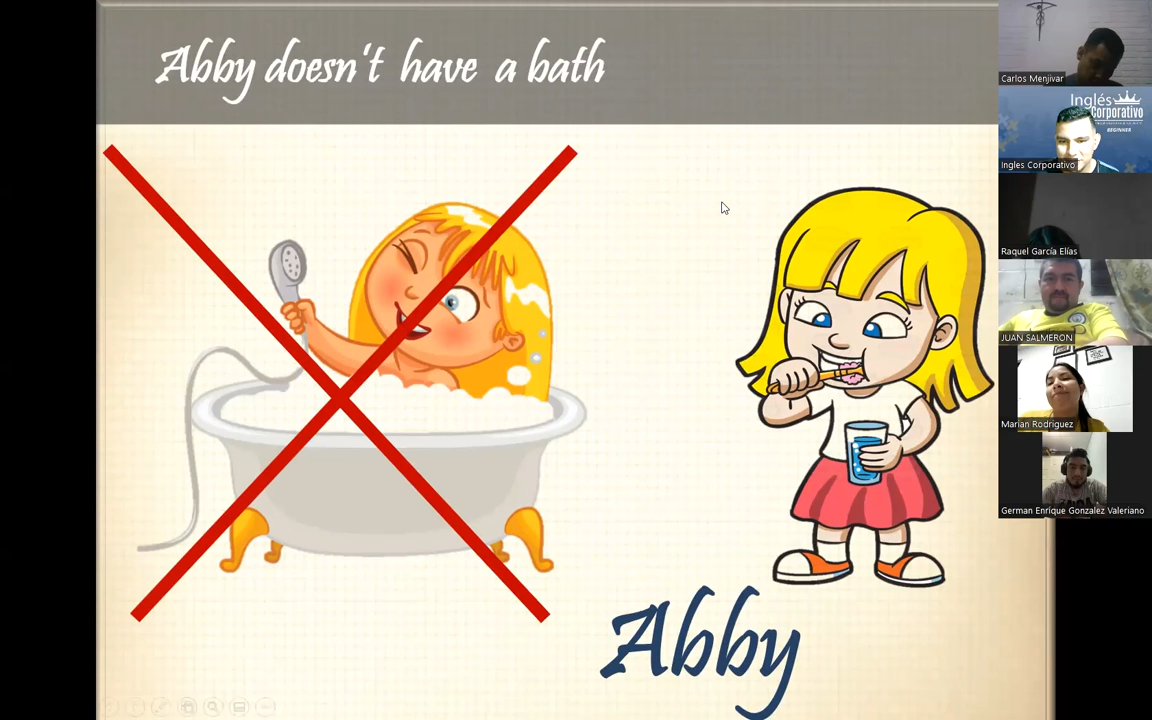 Abby doesn't have a bath
Abby
Carlos Menjivar
Inglés
Corporativo
BEGINNER
Ingles Corporativo
Raquel García Elías
JUAN SALMERON
Marian Rodriguez
German Enrique Gonzalez Valeriano